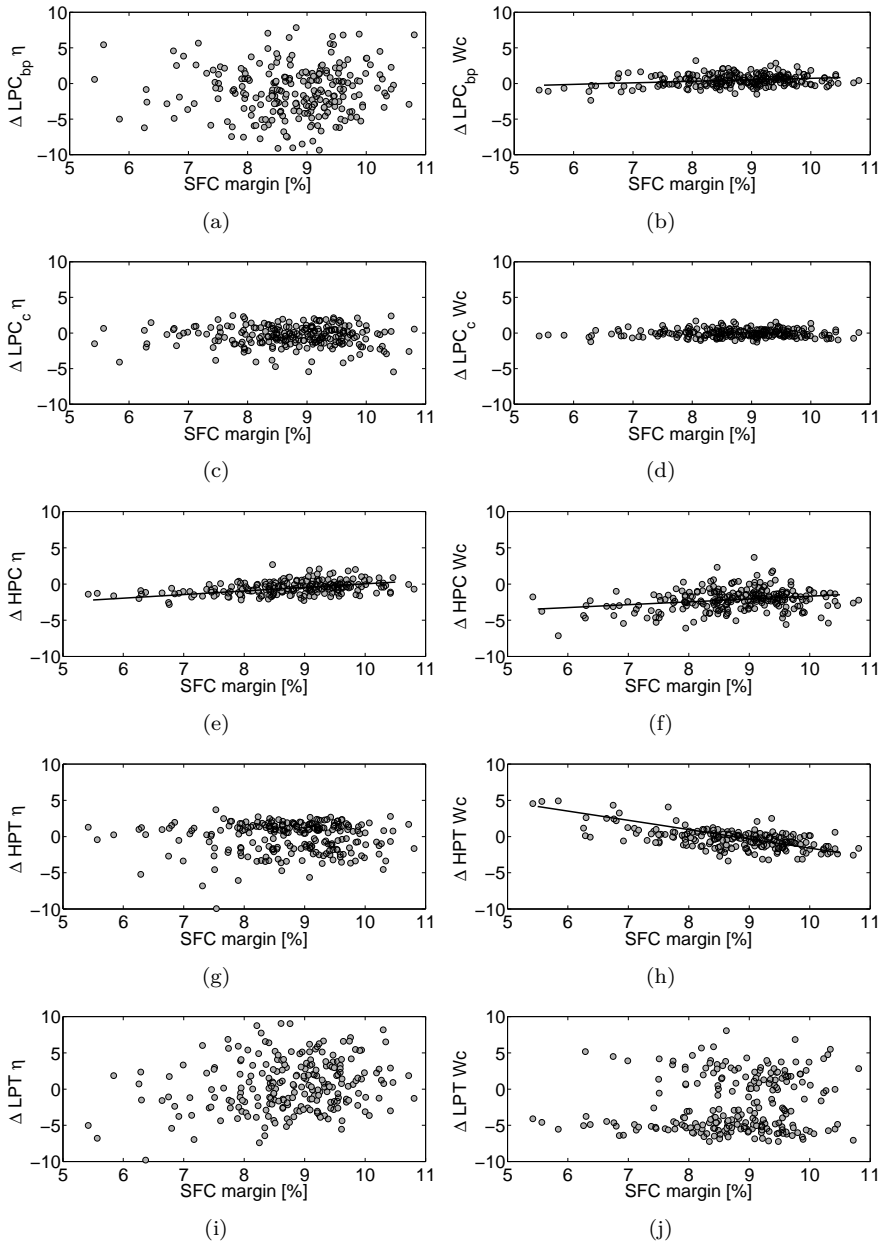 10
5
0
−5
−10
Δ LPC_bp η
5 6 7 8 9 10 11
SFC margin [%]
(a)
10
5
0
−5
−10
Δ LPC_bp Wc
5 6 7 8 9 10 11
SFC margin [%]
(b)
10
5
0
−5
−10
Δ LPC_c η
5 6 7 8 9 10 11
SFC margin [%]
(c)
10
5
0
−5
−10
Δ LPC_c Wc
5 6 7 8 9 10 11
SFC margin [%]
(d)
10
5
0
−5
−10
Δ HPC η
5 6 7 8 9 10 11
SFC margin [%]
(e)
10
5
0
−5
−10
Δ HPC Wc
5 6 7 8 9 10 11
SFC margin [%]
(f)
10
5
0
−5
−10
Δ HPT η
5 6 7 8 9 10 11
SFC margin [%]
(g)
10
5
0
−5
−10
Δ HPT Wc
5 6 7 8 9 10 11
SFC margin [%]
(h)
10
5
0
−5
−10
Δ LPT η
5 6 7 8 9 10 11
SFC margin [%]
(i)
10
5
0
−5
−10
Δ LPT Wc
5 6 7 8 9 10 11
SFC margin [%]
(j)